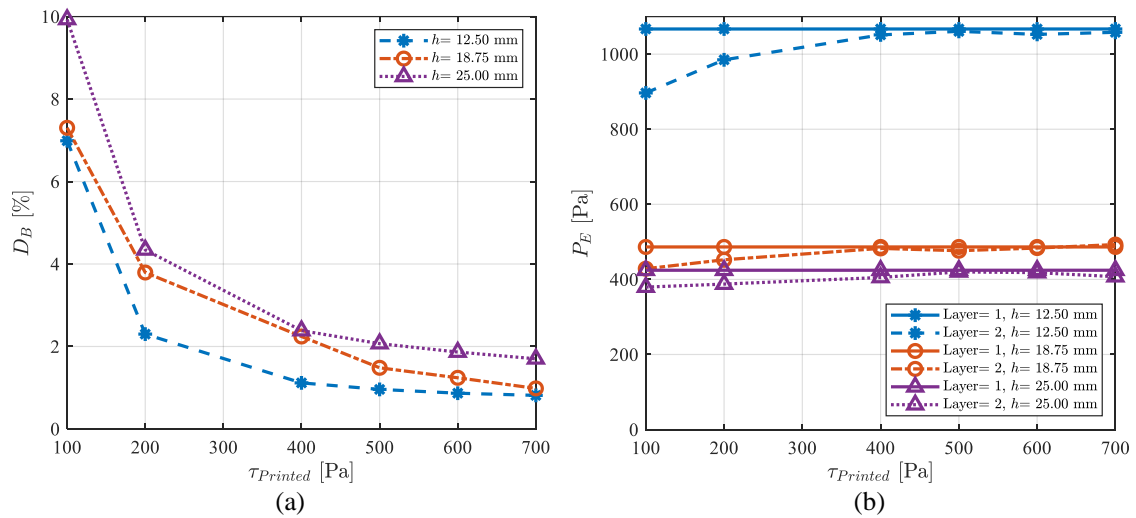 10
8
6
4
2
0
D_B [%]
100 200 300 400 500 600 700
τ_Printed [Pa]
h= 12.50 mm
h= 18.75 mm
h= 25.00 mm
(a)
1000
800
600
400
200
0
P_E [Pa]
100 200 300 400 500 600 700
τ_Printed [Pa]
Layer= 1, h= 12.50 mm
Layer= 2, h= 12.50 mm
Layer= 1, h= 18.75 mm
Layer= 2, h= 18.75 mm
Layer= 1, h= 25.00 mm
Layer= 2, h= 25.00 mm
(b)